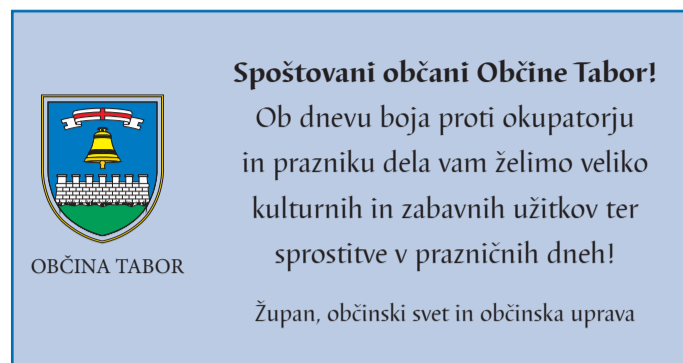 Spoštovani občani Občine Tabor!
Ob dnevu boja proti okupatorju
in prazniku dela vam želimo veliko
kulturnih in zabavnih užitkov ter
sprostitve v prazničnih dneh!
Župan, občinski svet in občinska uprava
OBČINA TABOR